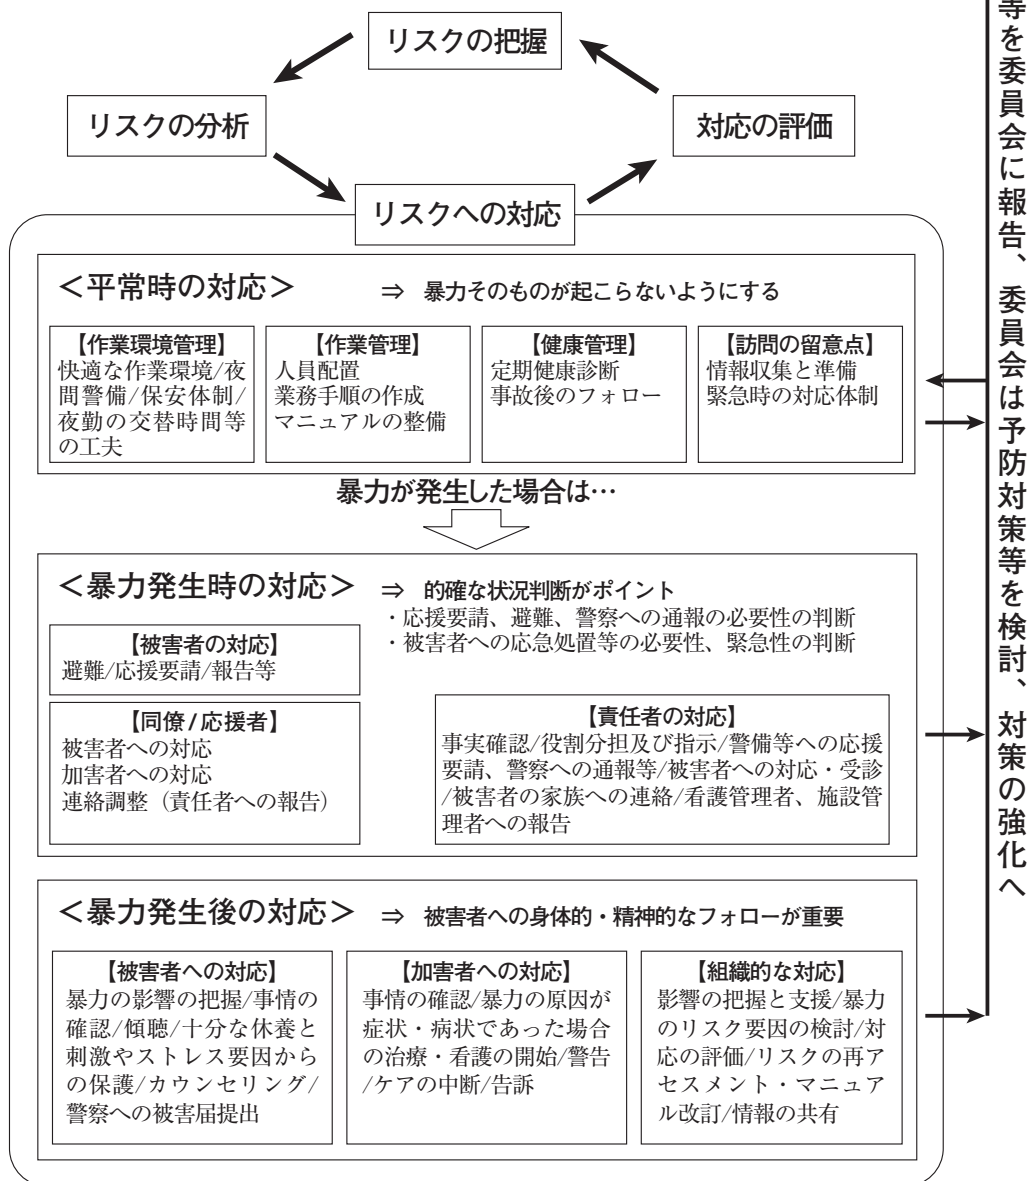 リスクの把握
リスクの分析
対応の評価
リスクへの対応
＜平常時の対応＞ ⇒ 暴力そのものが起こらないようにする
【作業環境管理】
快適な作業環境/夜
間警備/保安体制/
夜勤の交替時間等
の工夫
【作業管理】
人員配置
業務手順の作成
マニュアルの整備
【健康管理】
定期健康診断
事故後のフォロー
【訪問の留意点】
情報収集と準備
緊急時の対応体制
暴力が発生した場合は…
＜暴力発生時の対応＞ ⇒ 的確な状況判断がポイント
・応援要請、避難、警察への通報の必要性の判断
・被害者への応急処置等の必要性、緊急性の判断
【被害者の対応】
避難/応援要請/報告等
【同僚/応援者】
被害者への対応
加害者への対応
連絡調整（責任者への報告）
【責任者の対応】
事実確認/役割分担及び指示/警備等への応援
要請、警察への通報等/被害者への対応・受診
/被害者の家族への連絡/看護管理者、施設管
理者への報告
＜暴力発生後の対応＞ ⇒ 被害者への身体的・精神的なフォローが重要
【被害者への対応】
暴力の影響の把握/事情の
確認/傾聴/十分な休養と
刺激やストレス要因から
の保護/カウンセリング/
警察への被害届提出
【加害者への対応】
事情の確認/暴力の原因が
症状・病状であった場合
の治療・看護の開始/警告
/ケアの中断/告訴
【組織的な対応】
影響の把握と支援/暴力
のリスク要因の検討/対
応の評価/リスクの再ア
セスメント・マニュア
ル改訂/情報の共有
等を委員会に報告、委員会は予防対策等を検討、対策の強化へ